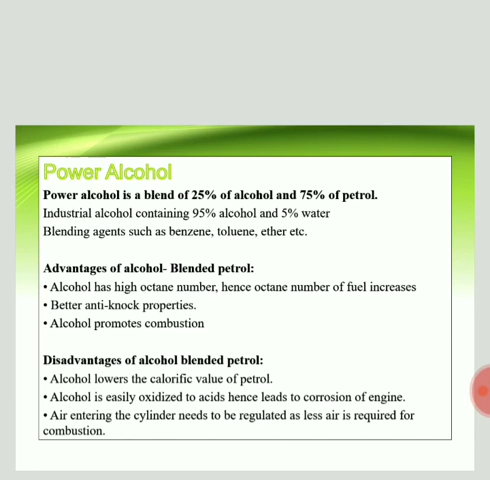 Power Alcohol
Power alcohol is a blend of 25% of alcohol and 75% of petrol.
Industrial alcohol containing 95% alcohol and 5% water
Blending agents such as benzene, toluene, ether etc.
Advantages of alcohol- Blended petrol:
• Alcohol has high octane number, hence octane number of fuel increases
• Better anti-knock properties.
• Alcohol promotes combustion
Disadvantages of alcohol blended petrol:
• Alcohol lowers the calorific value of petrol.
• Alcohol is easily oxidized to acids hence leads to corrosion of engine.
• Air entering the cylinder needs to be regulated as less air is required for
combustion.